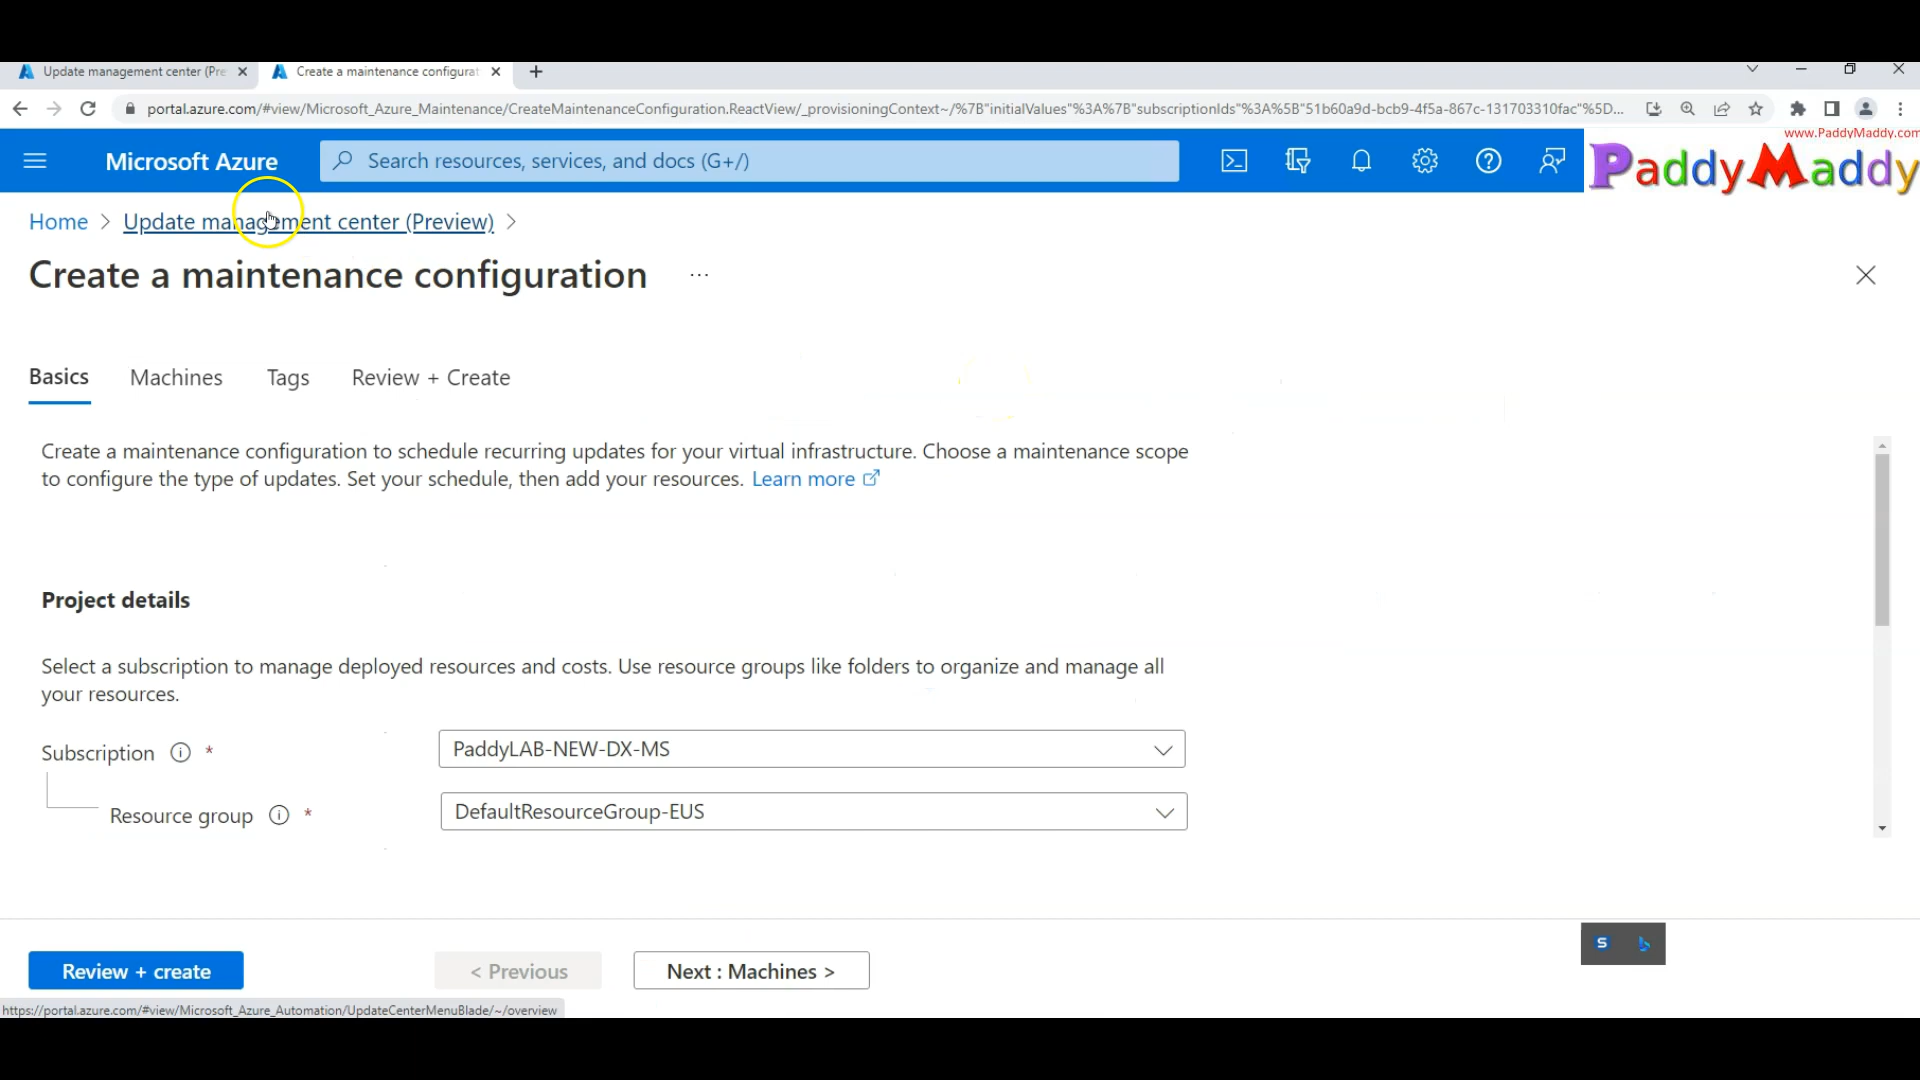 Update management center (Pre
Create a maintenance configurat
portal.azure.com/#view/Microsoft_Azure_Maintenance/CreateMaintenanceConfiguration.ReactView/_provisioningContext~/%7B"initialValues"%3A%7B"subscriptionIds"%3A%5B"51b60a9d-bcb9-4f5a-867c-131703310fac"%5D...
www.PaddyMaddy.com
Microsoft Azure
Search resources, services, and docs (G+/)
PaddyMaddy
Home > Update management center (Preview) >
Create a maintenance configuration ...
Basics Machines Tags Review + Create
Create a maintenance configuration to schedule recurring updates for your virtual infrastructure. Choose a maintenance scope
to configure the type of updates. Set your schedule, then add your resources. Learn more
Project details
Select a subscription to manage deployed resources and costs. Use resource groups like folders to organize and manage all
your resources.
Subscription * PaddyLAB-NEW-DX-MS
Resource group * DefaultResourceGroup-EUS
Review + create < Previous Next : Machines >
https://portal.azure.com/#view/Microsoft_Azure_Automation/UpdateCenterMenuBlade/~/overview